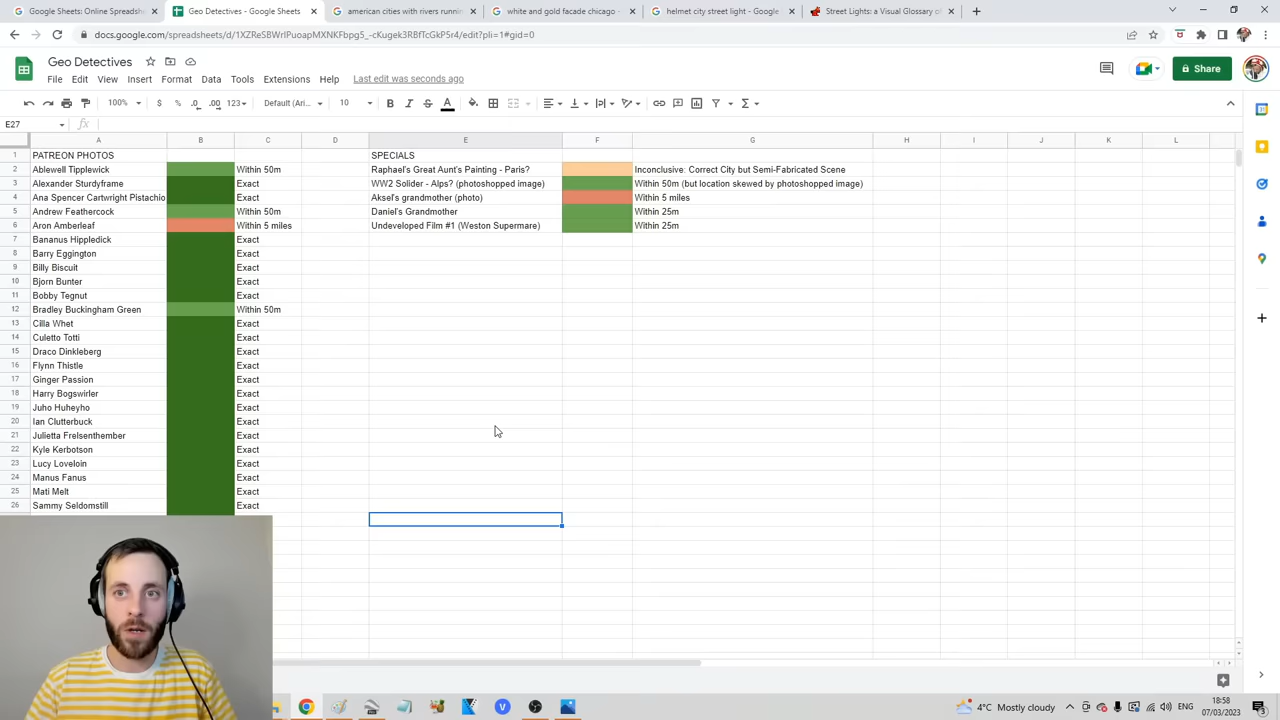 Google Sheets: Online Spreadshee
Geo Detectives - Google Sheets
american cities with rivers runnin
white and gold facade chicago -
helmet city street light - Google
Street Lights: a Visual Glossary of
docs.google.com/spreadsheets/d/1XZReSBWrIPuoapMXNKFbpg5_-cKugek3RBfTcGkP5r4/edit?pli=1#gid=0
Geo Detectives
File Edit View Insert Format Data Tools Extensions Help Last edit was seconds ago
Share
100% $ % .0 .00 123 Default (Ari... 10 B I S A
E27 fx
A B C D E F G H I J K L
1 PATREON PHOTOS SPECIALS
2 Ablewell Tipplewick Within 50m Raphael's Great Aunt's Painting - Paris? Inconclusive: Correct City but Semi-Fabricated Scene
3 Alexander Sturdyframe Exact WW2 Solider - Alps? (photoshopped image) Within 50m (but location skewed by photoshopped image)
4 Ana Spencer Cartwright Pistachio Exact Aksel's grandmother (photo) Within 5 miles
5 Andrew Feathercock Within 50m Daniel's Grandmother Within 25m
6 Aron Amberleaf Within 5 miles Undeveloped Film #1 (Weston Supermare) Within 25m
7 Bananus Hippledick Exact
8 Barry Eggington Exact
9 Billy Biscuit Exact
10 Bjorn Bunter Exact
11 Bobby Tegnut Exact
12 Bradley Buckingham Green Within 50m
13 Cilla Whet Exact
14 Culetto Totti Exact
15 Draco Dinkleberg Exact
16 Flynn Thistle Exact
17 Ginger Passion Exact
18 Harry Bogswirler Exact
19 Juho Huheyho Exact
20 Ian Clutterbuck Exact
21 Julietta Frelsenthember Exact
22 Kyle Kerbotson Exact
23 Lucy Loveloin Exact
24 Manus Fanus Exact
25 Mati Melt Exact
26 Sammy Seldomstill Exact
4°C Mostly cloudy ENG 18:58
07/03/2023